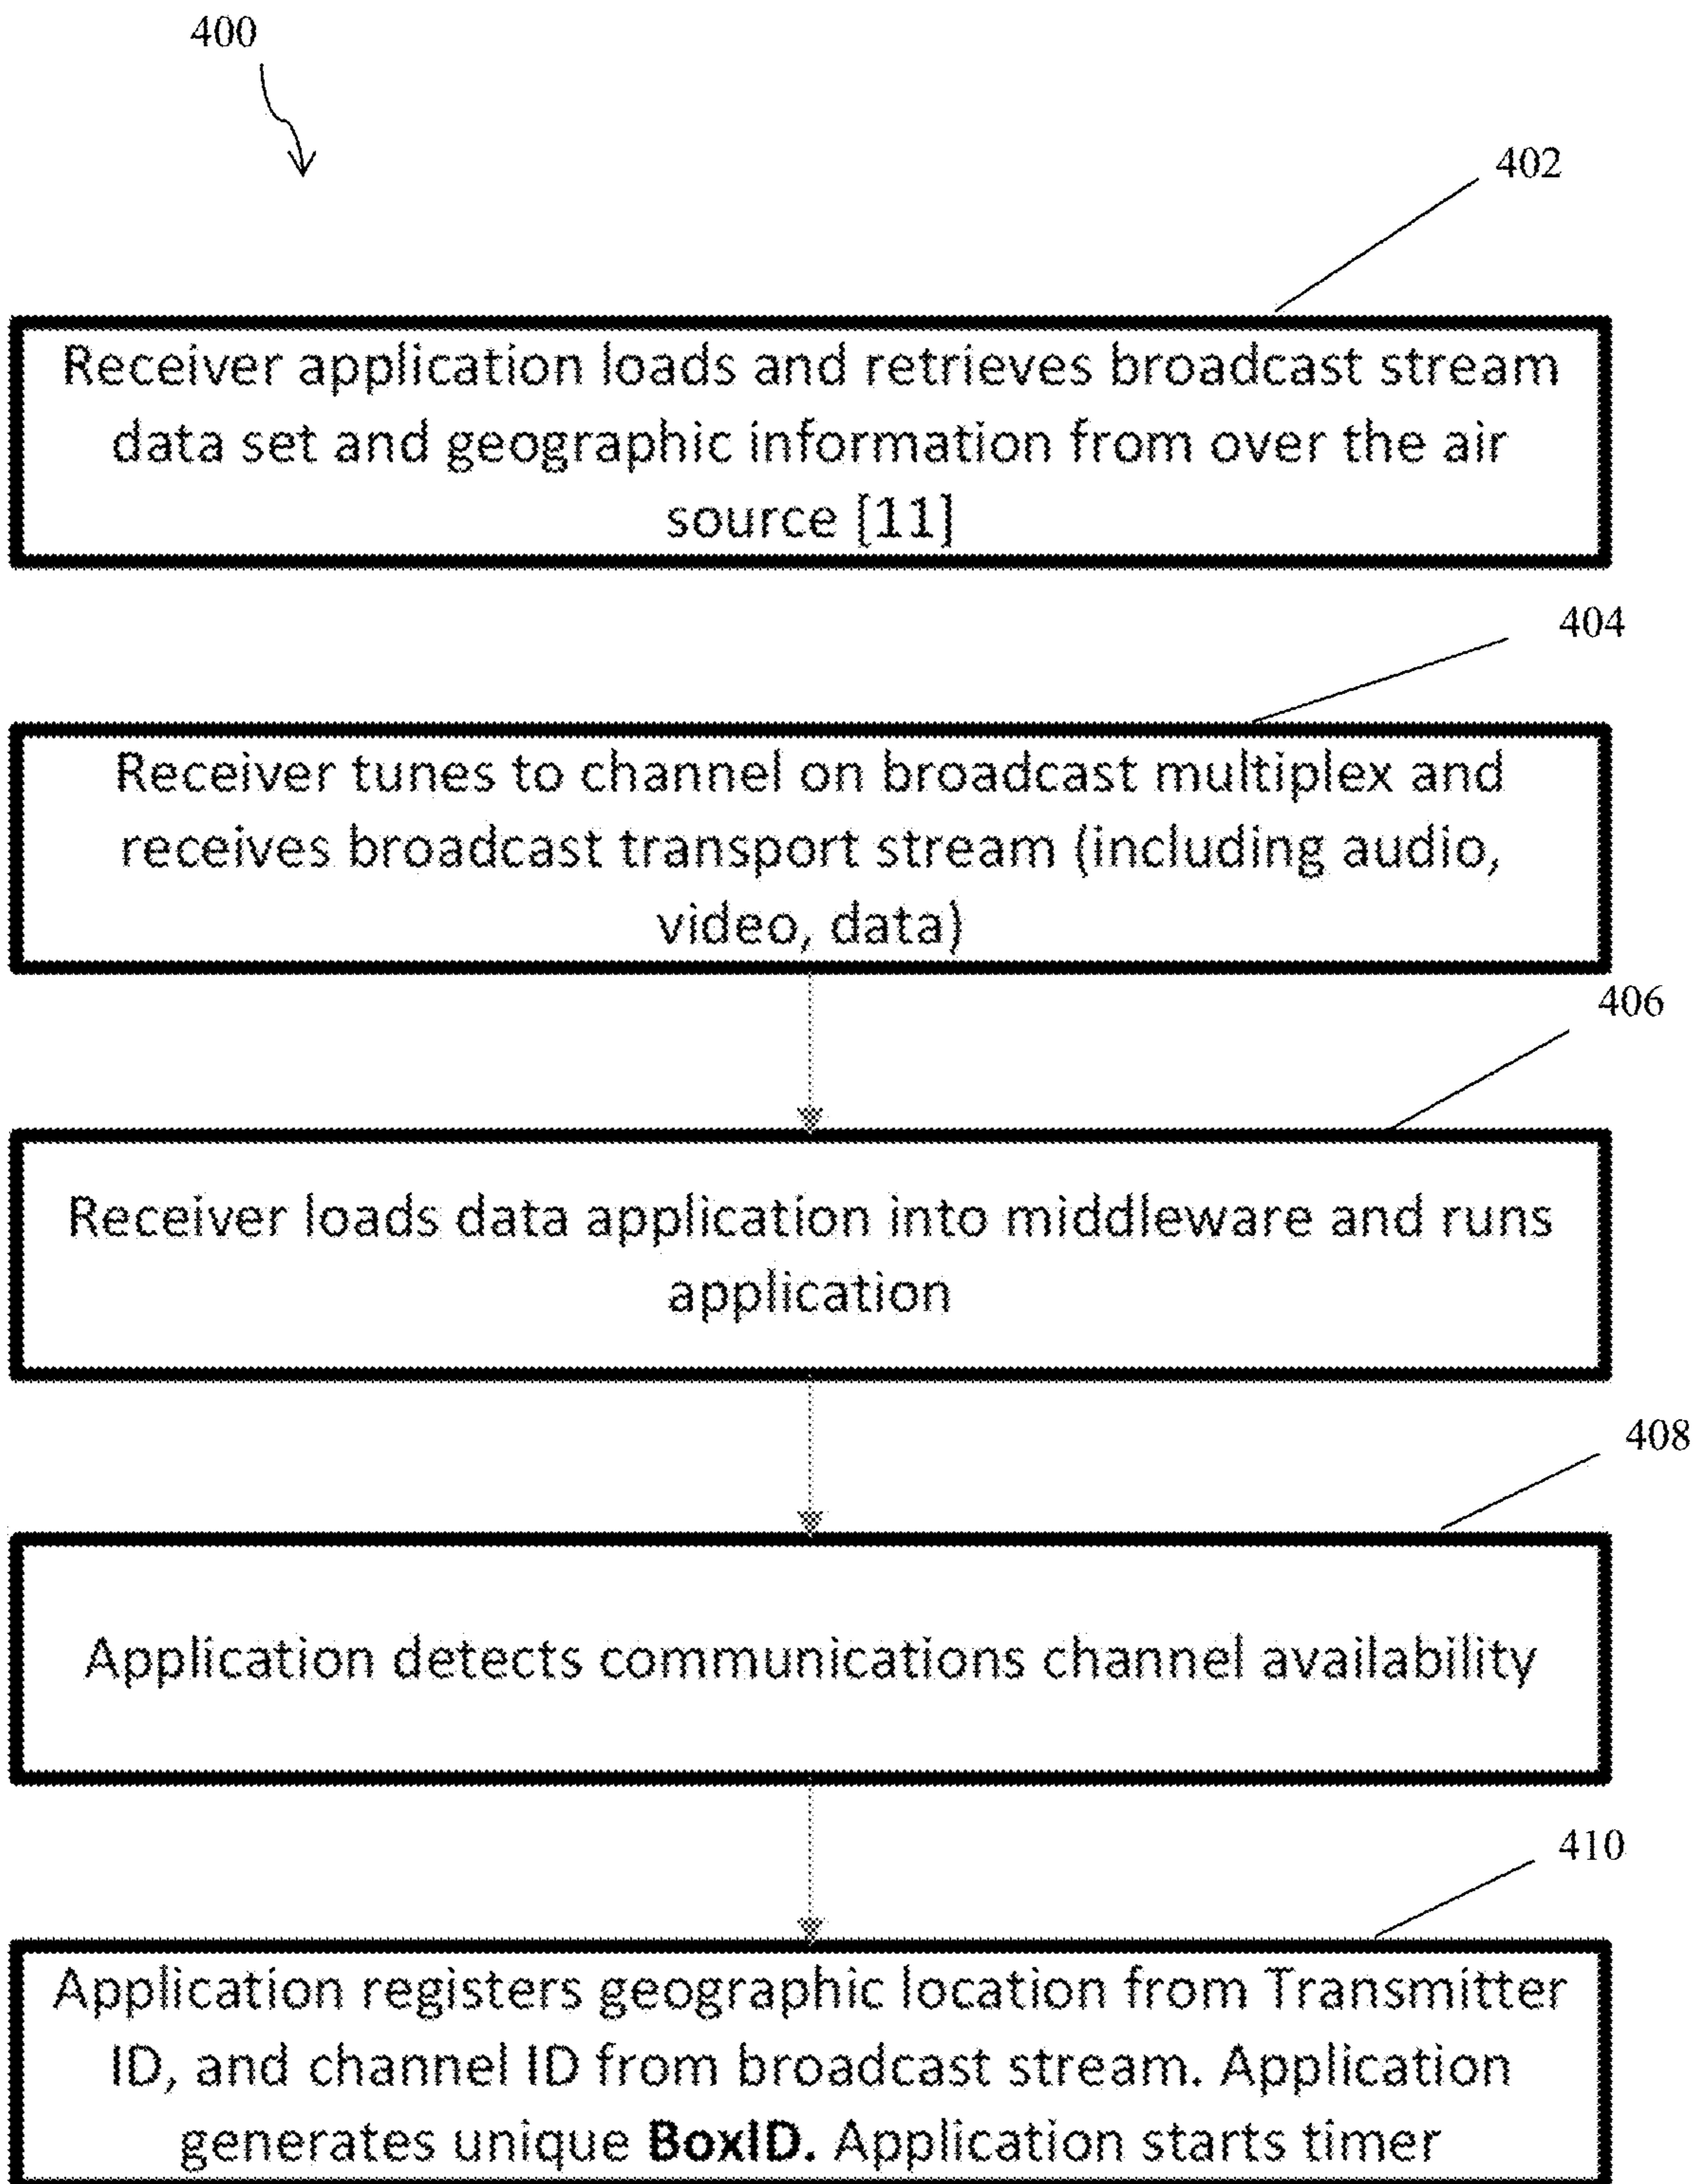 400
402
Receiver application loads and retrieves broadcast stream
data set and geographic information from over the air
source [11]
404
Receiver tunes to channel on broadcast multiplex and
receives broadcast transport stream (including audio,
video, data)
406
Receiver loads data application into middleware and runs
application
408
Application detects communications channel availability
410
Application registers geographic location from Transmitter
ID, and channel ID from broadcast stream. Application
generates unique BoxID. Application starts timer